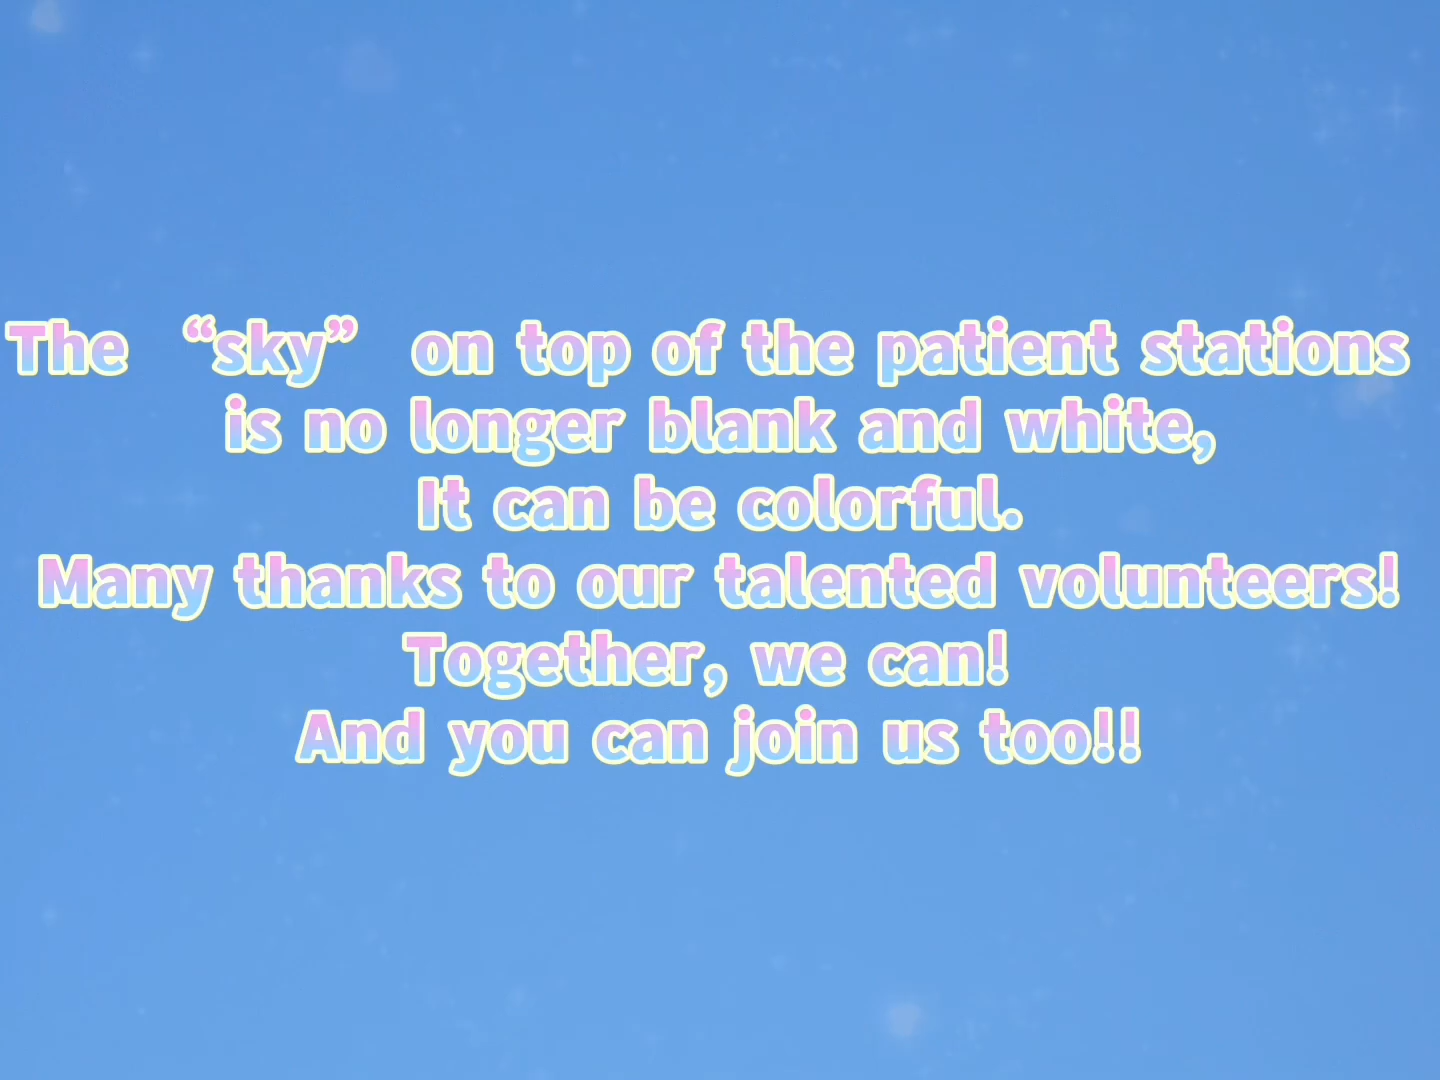 The “sky” on top of the patient stations
is no longer blank and white,
It can be colorful.
Many thanks to our talented volunteers!
Together, we can!
And you can join us too!!